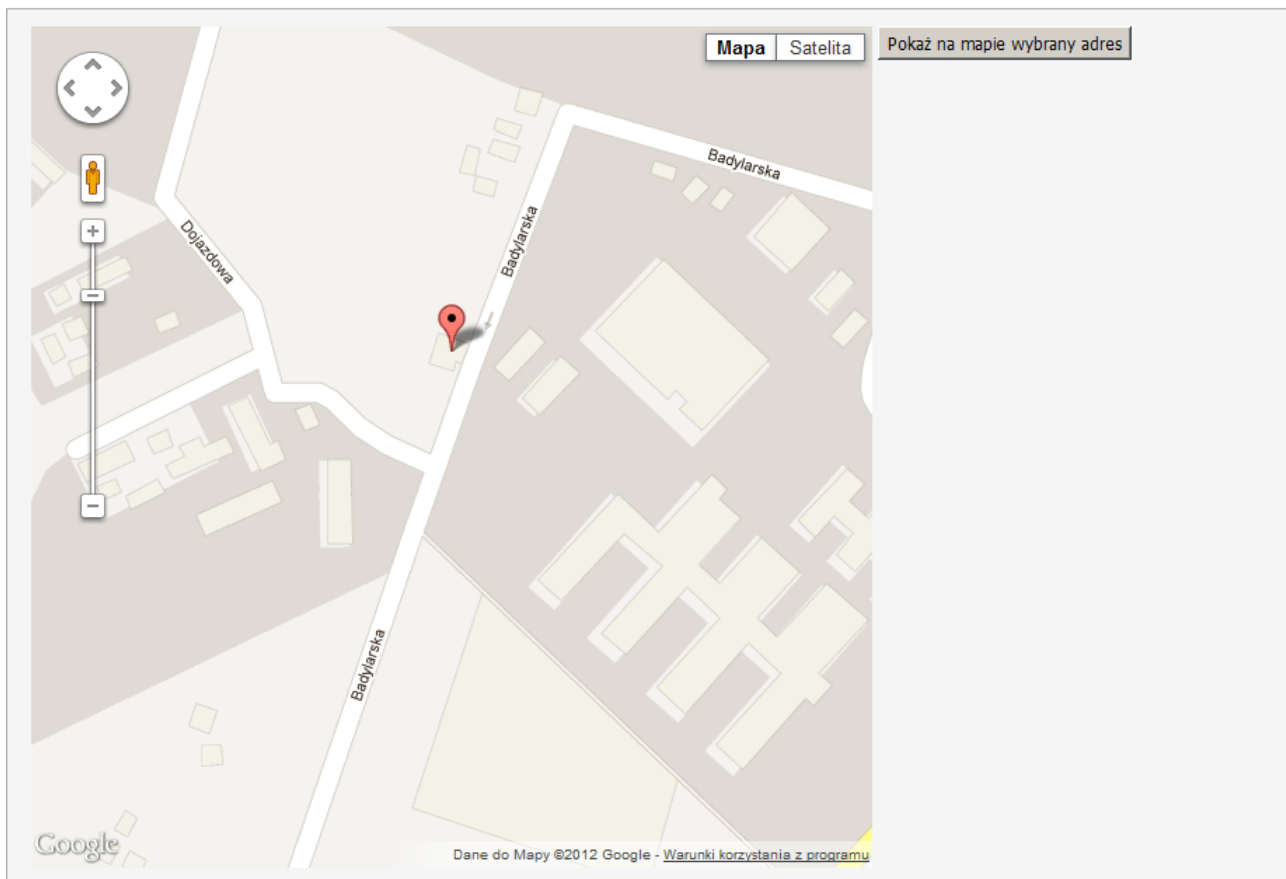 Mapa Satelita
Pokaż na mapie wybrany adres
Badylarska
Badylarska
Dojazdowa
Badylarska
Google
Dane do Mapy ©2012 Google - Warunki korzystania z programu